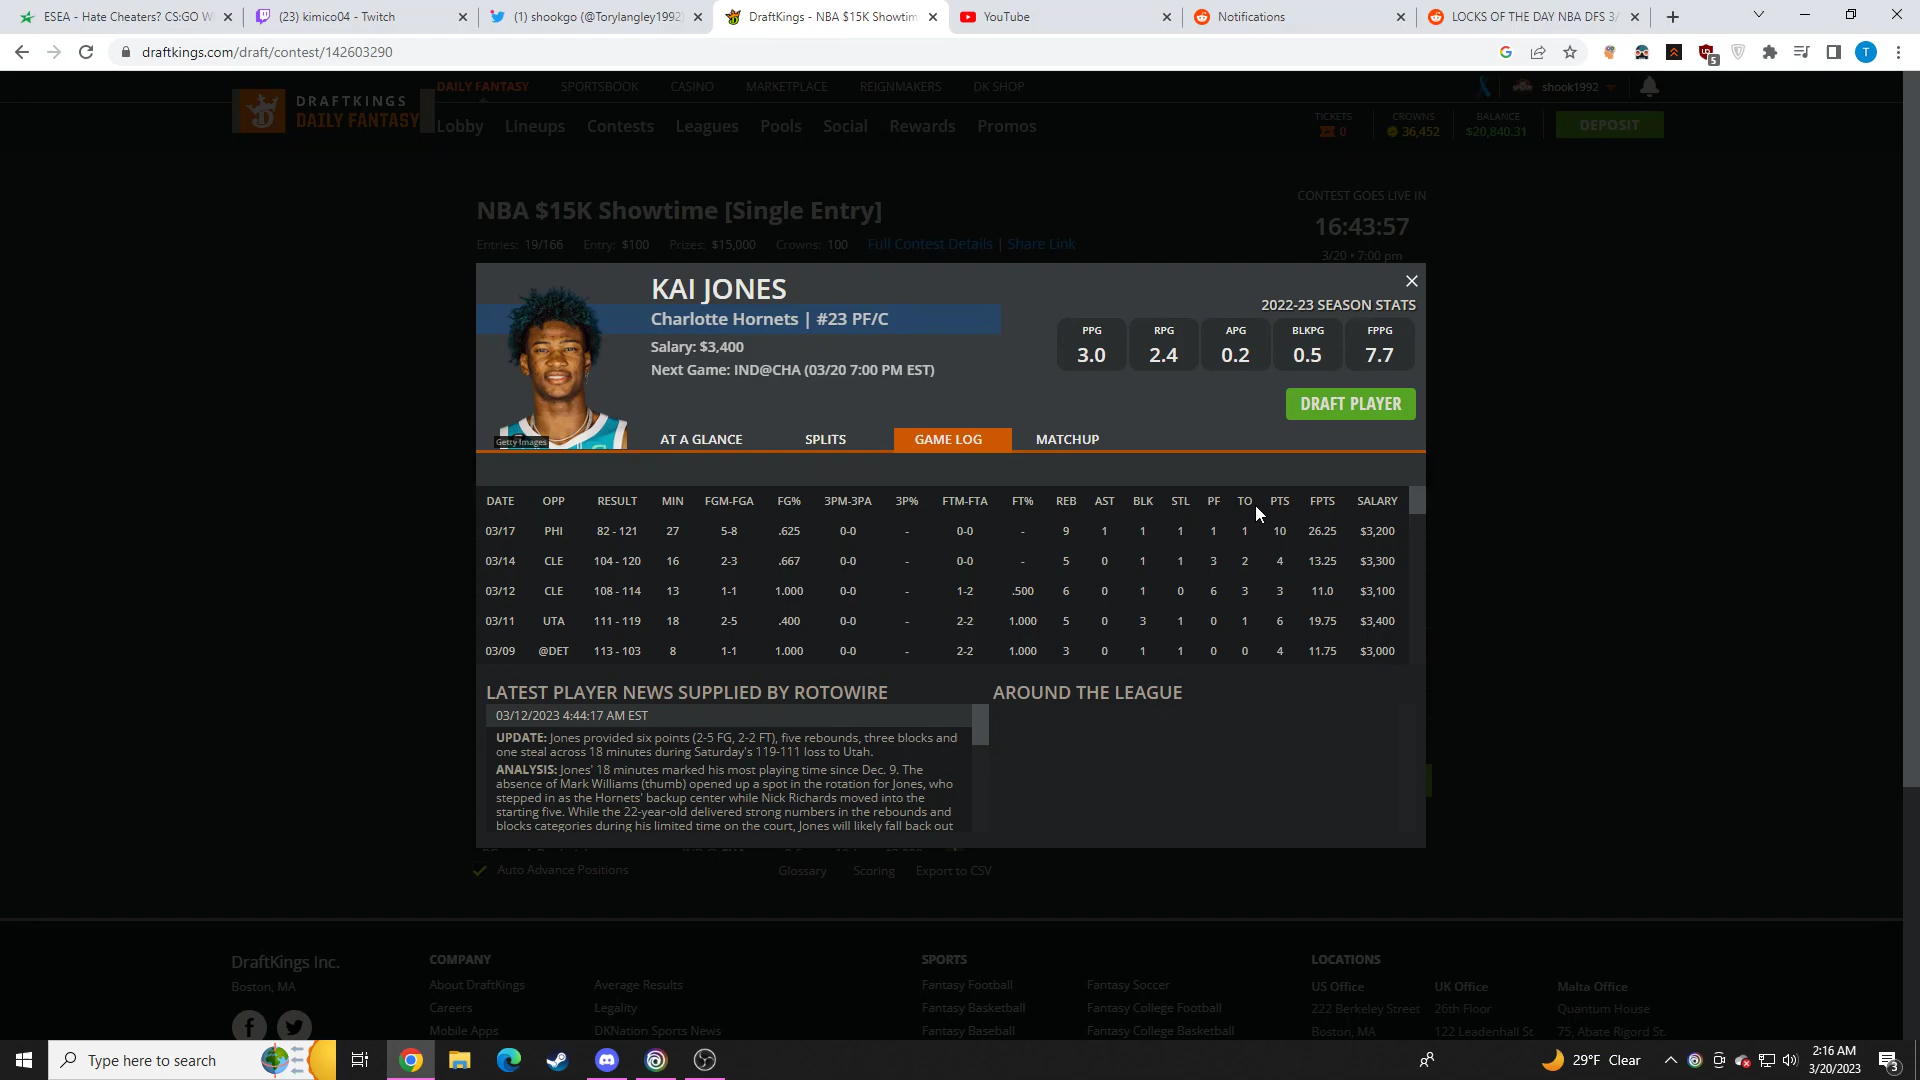 ESEA - Hate Cheaters? CS:GO W
(23) kimico04 - Twitch
(1) shookgo (@Torylangley1992)
DraftKings - NBA $15K Showtim
YouTube
Notifications
LOCKS OF THE DAY NBA DFS 3/
draftkings.com/draft/contest/142603290
5
T
DRAFTKINGS
DAILY FANTASY
DAILY FANTASY
SPORTSBOOK
CASINO
MARKETPLACE
REIGNMAKERS
DK SHOP
shook1992
Lobby
Lineups
Contests
Leagues
Pools
Social
Rewards
Promos
TICKETS
0
CROWNS
36,452
BALANCE
$20,840.31
DEPOSIT
NBA $15K Showtime [Single Entry]
CONTEST GOES LIVE IN
16:43:57
3/20 • 7:00 pm
Entries: 19/166 Entry: $100 Prizes: $15,000 Crowns: 100 Full Contest Details | Share Link
KAI JONES
Charlotte Hornets | #23 PF/C
Salary: $3,400
Next Game: IND@CHA (03/20 7:00 PM EST)
Getty Images
2022-23 SEASON STATS
PPG RPG APG BLKPG FPPG
3.0 2.4 0.2 0.5 7.7
DRAFT PLAYER
AT A GLANCE SPLITS GAME LOG MATCHUP
DATE OPP RESULT MIN FGM-FGA FG% 3PM-3PA 3P% FTM-FTA FT% REB AST BLK STL PF TO PTS FPTS SALARY
03/17 PHI 82 - 121 27 5-8 .625 0-0 - 0-0 - 9 1 1 1 1 1 10 26.25 $3,200
03/14 CLE 104 - 120 16 2-3 .667 0-0 - 0-0 - 5 0 1 1 3 2 4 13.25 $3,300
03/12 CLE 108 - 114 13 1-1 1.000 0-0 - 1-2 .500 6 0 1 0 6 3 3 11.0 $3,100
03/11 UTA 111 - 119 18 2-5 .400 0-0 - 2-2 1.000 5 0 3 1 0 1 6 19.75 $3,400
03/09 @DET 113 - 103 8 1-1 1.000 0-0 - 2-2 1.000 3 0 1 1 0 0 4 11.75 $3,000
LATEST PLAYER NEWS SUPPLIED BY ROTOWIRE
AROUND THE LEAGUE
03/12/2023 4:44:17 AM EST
UPDATE: Jones provided six points (2-5 FG, 2-2 FT), five rebounds, three blocks and
one steal across 18 minutes during Saturday's 119-111 loss to Utah.
ANALYSIS: Jones' 18 minutes marked his most playing time since Dec. 9. The
absence of Mark Williams (thumb) opened up a spot in the rotation for Jones, who
stepped in as the Hornets' backup center while Nick Richards moved into the
starting five. While the 22-year-old delivered strong numbers in the rebounds and
blocks categories during his limited time on the court, Jones will likely fall back out
Auto Advance Positions
Glossary
Scoring
Export to CSV
DraftKings Inc.
Boston, MA
COMPANY
About DraftKings
Careers
Mobile Apps
Average Results
Legality
DKNation Sports News
SPORTS
Fantasy Football
Fantasy Basketball
Fantasy Baseball
Fantasy Soccer
Fantasy College Football
Fantasy College Basketball
LOCATIONS
US Office
222 Berkeley Street
Boston, MA
UK Office
26th Floor
122 Leadenhall St.
Malta Office
Quantum House
75, Abate Rigord St.
Type here to search
29°F Clear
2:16 AM
3/20/2023
3